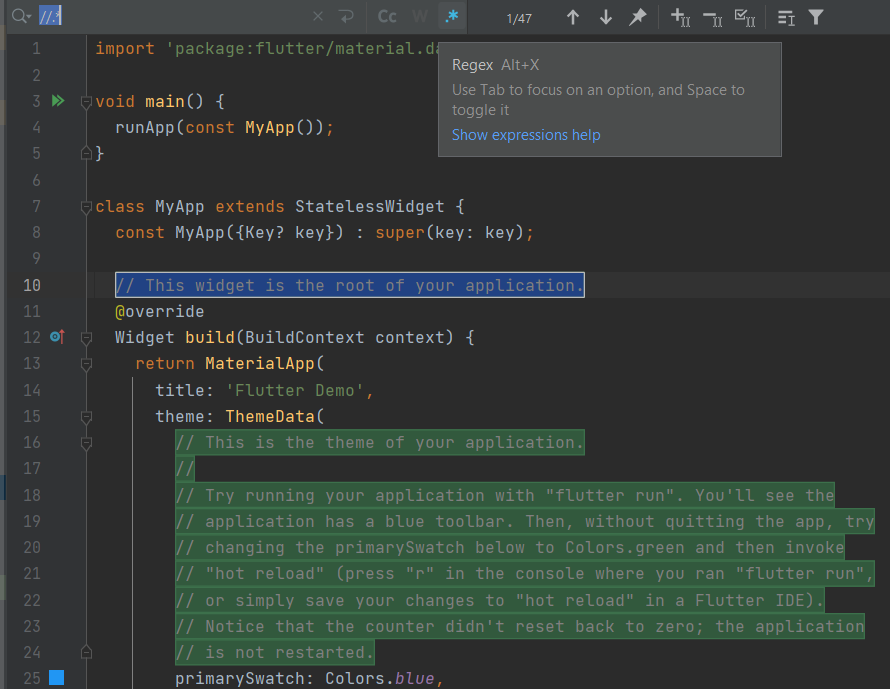 //.* Cc W .* 1/47
1 import 'package:flutter/material.da
Regex Alt+X
Use Tab to focus on an option, and Space to
toggle it
Show expressions help
2
3 void main() {
4 runApp(const MyApp());
5 }
6
7 class MyApp extends StatelessWidget {
8 const MyApp({Key? key}) : super(key: key);
9
10 // This widget is the root of your application.
11 @override
12 Widget build(BuildContext context) {
13 return MaterialApp(
14 title: 'Flutter Demo',
15 theme: ThemeData(
16 // This is the theme of your application.
17 //
18 // Try running your application with "flutter run". You'll see the
19 // application has a blue toolbar. Then, without quitting the app, try
20 // changing the primarySwatch below to Colors.green and then invoke
21 // "hot reload" (press "r" in the console where you ran "flutter run",
22 // or simply save your changes to "hot reload" in a Flutter IDE).
23 // Notice that the counter didn't reset back to zero; the application
24 // is not restarted.
25 primarySwatch: Colors.blue,